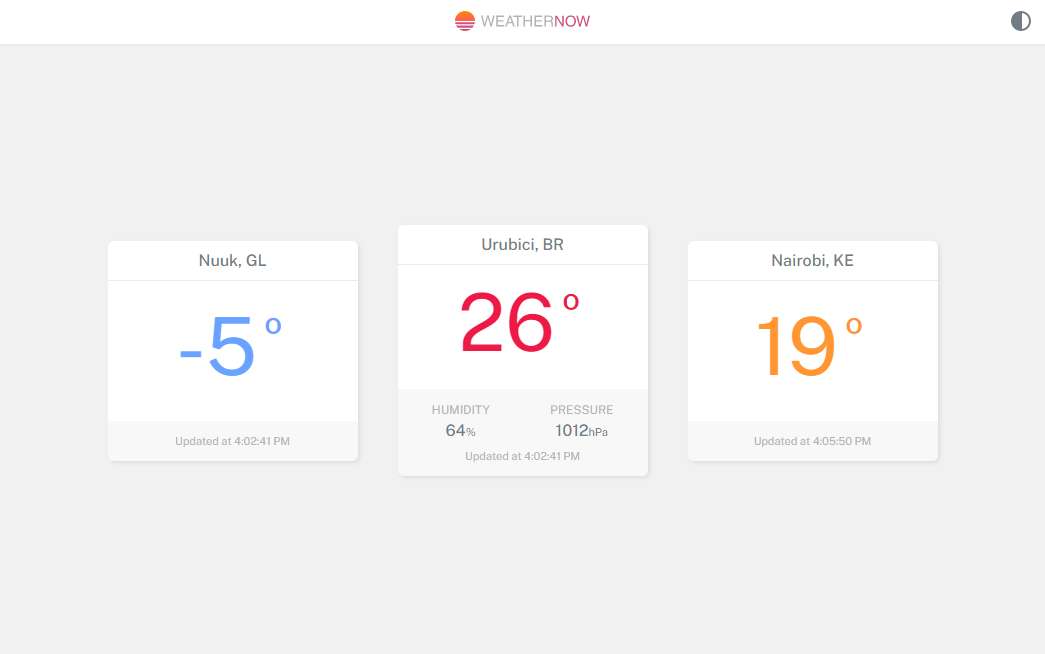 WEATHERNOW
Nuuk, GL
-5°
Updated at 4:02:41 PM
Urubici, BR
26°
HUMIDITY PRESSURE
64% 1012hPa
Updated at 4:02:41 PM
Nairobi, KE
19°
Updated at 4:05:50 PM